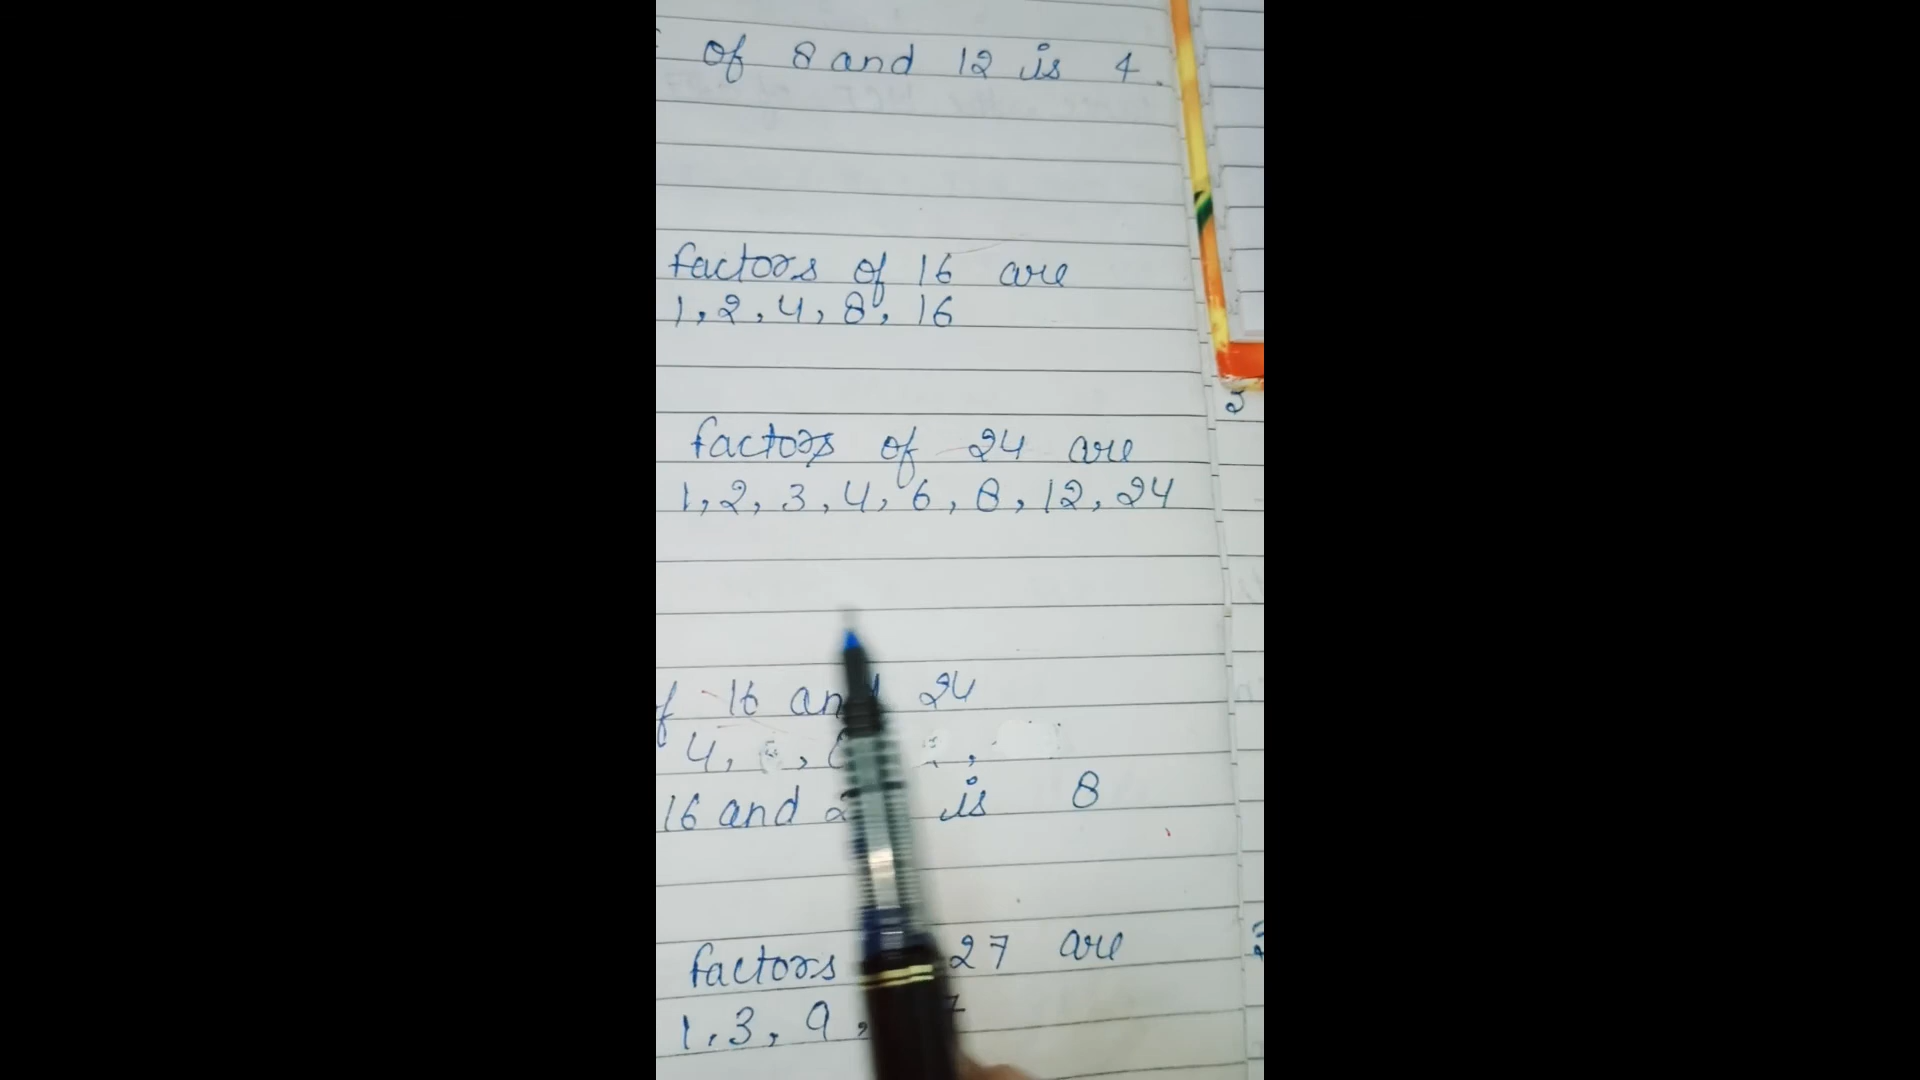 of 8 and 12 is 4.
factors of 16 are
1, 2, 4, 8, 16
factors of 24 are
1, 2, 3, 4, 6, 8, 12, 24
16 and 24
4, ,
16 and is 8
factors 27 are
1, 3, 9,